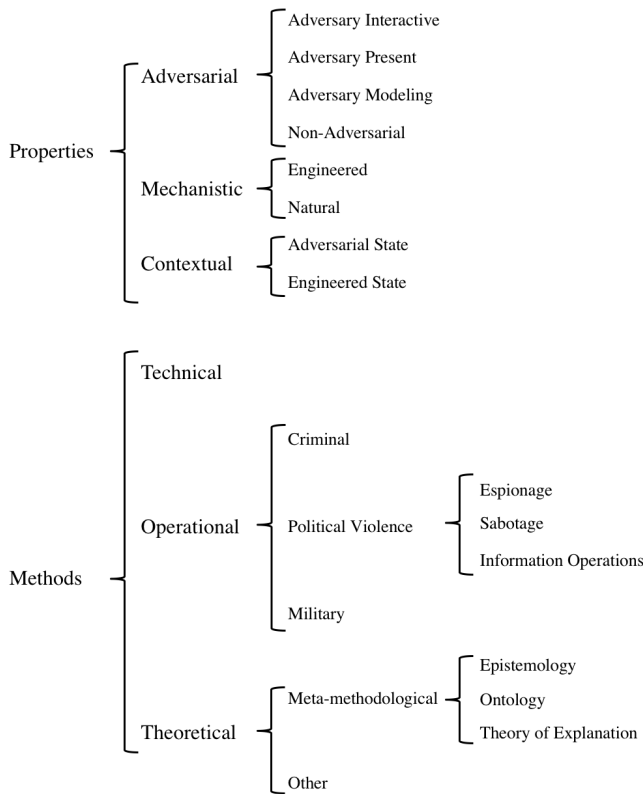 Adversary Interactive
Adversary Present
Adversarial
Adversary Modeling
Non-Adversarial
Properties
Engineered
Mechanistic
Natural
Adversarial State
Contextual
Engineered State
Technical
Criminal
Espionage
Operational
Political Violence
Sabotage
Information Operations
Methods
Military
Epistemology
Meta-methodological
Ontology
Theoretical
Theory of Explanation
Other